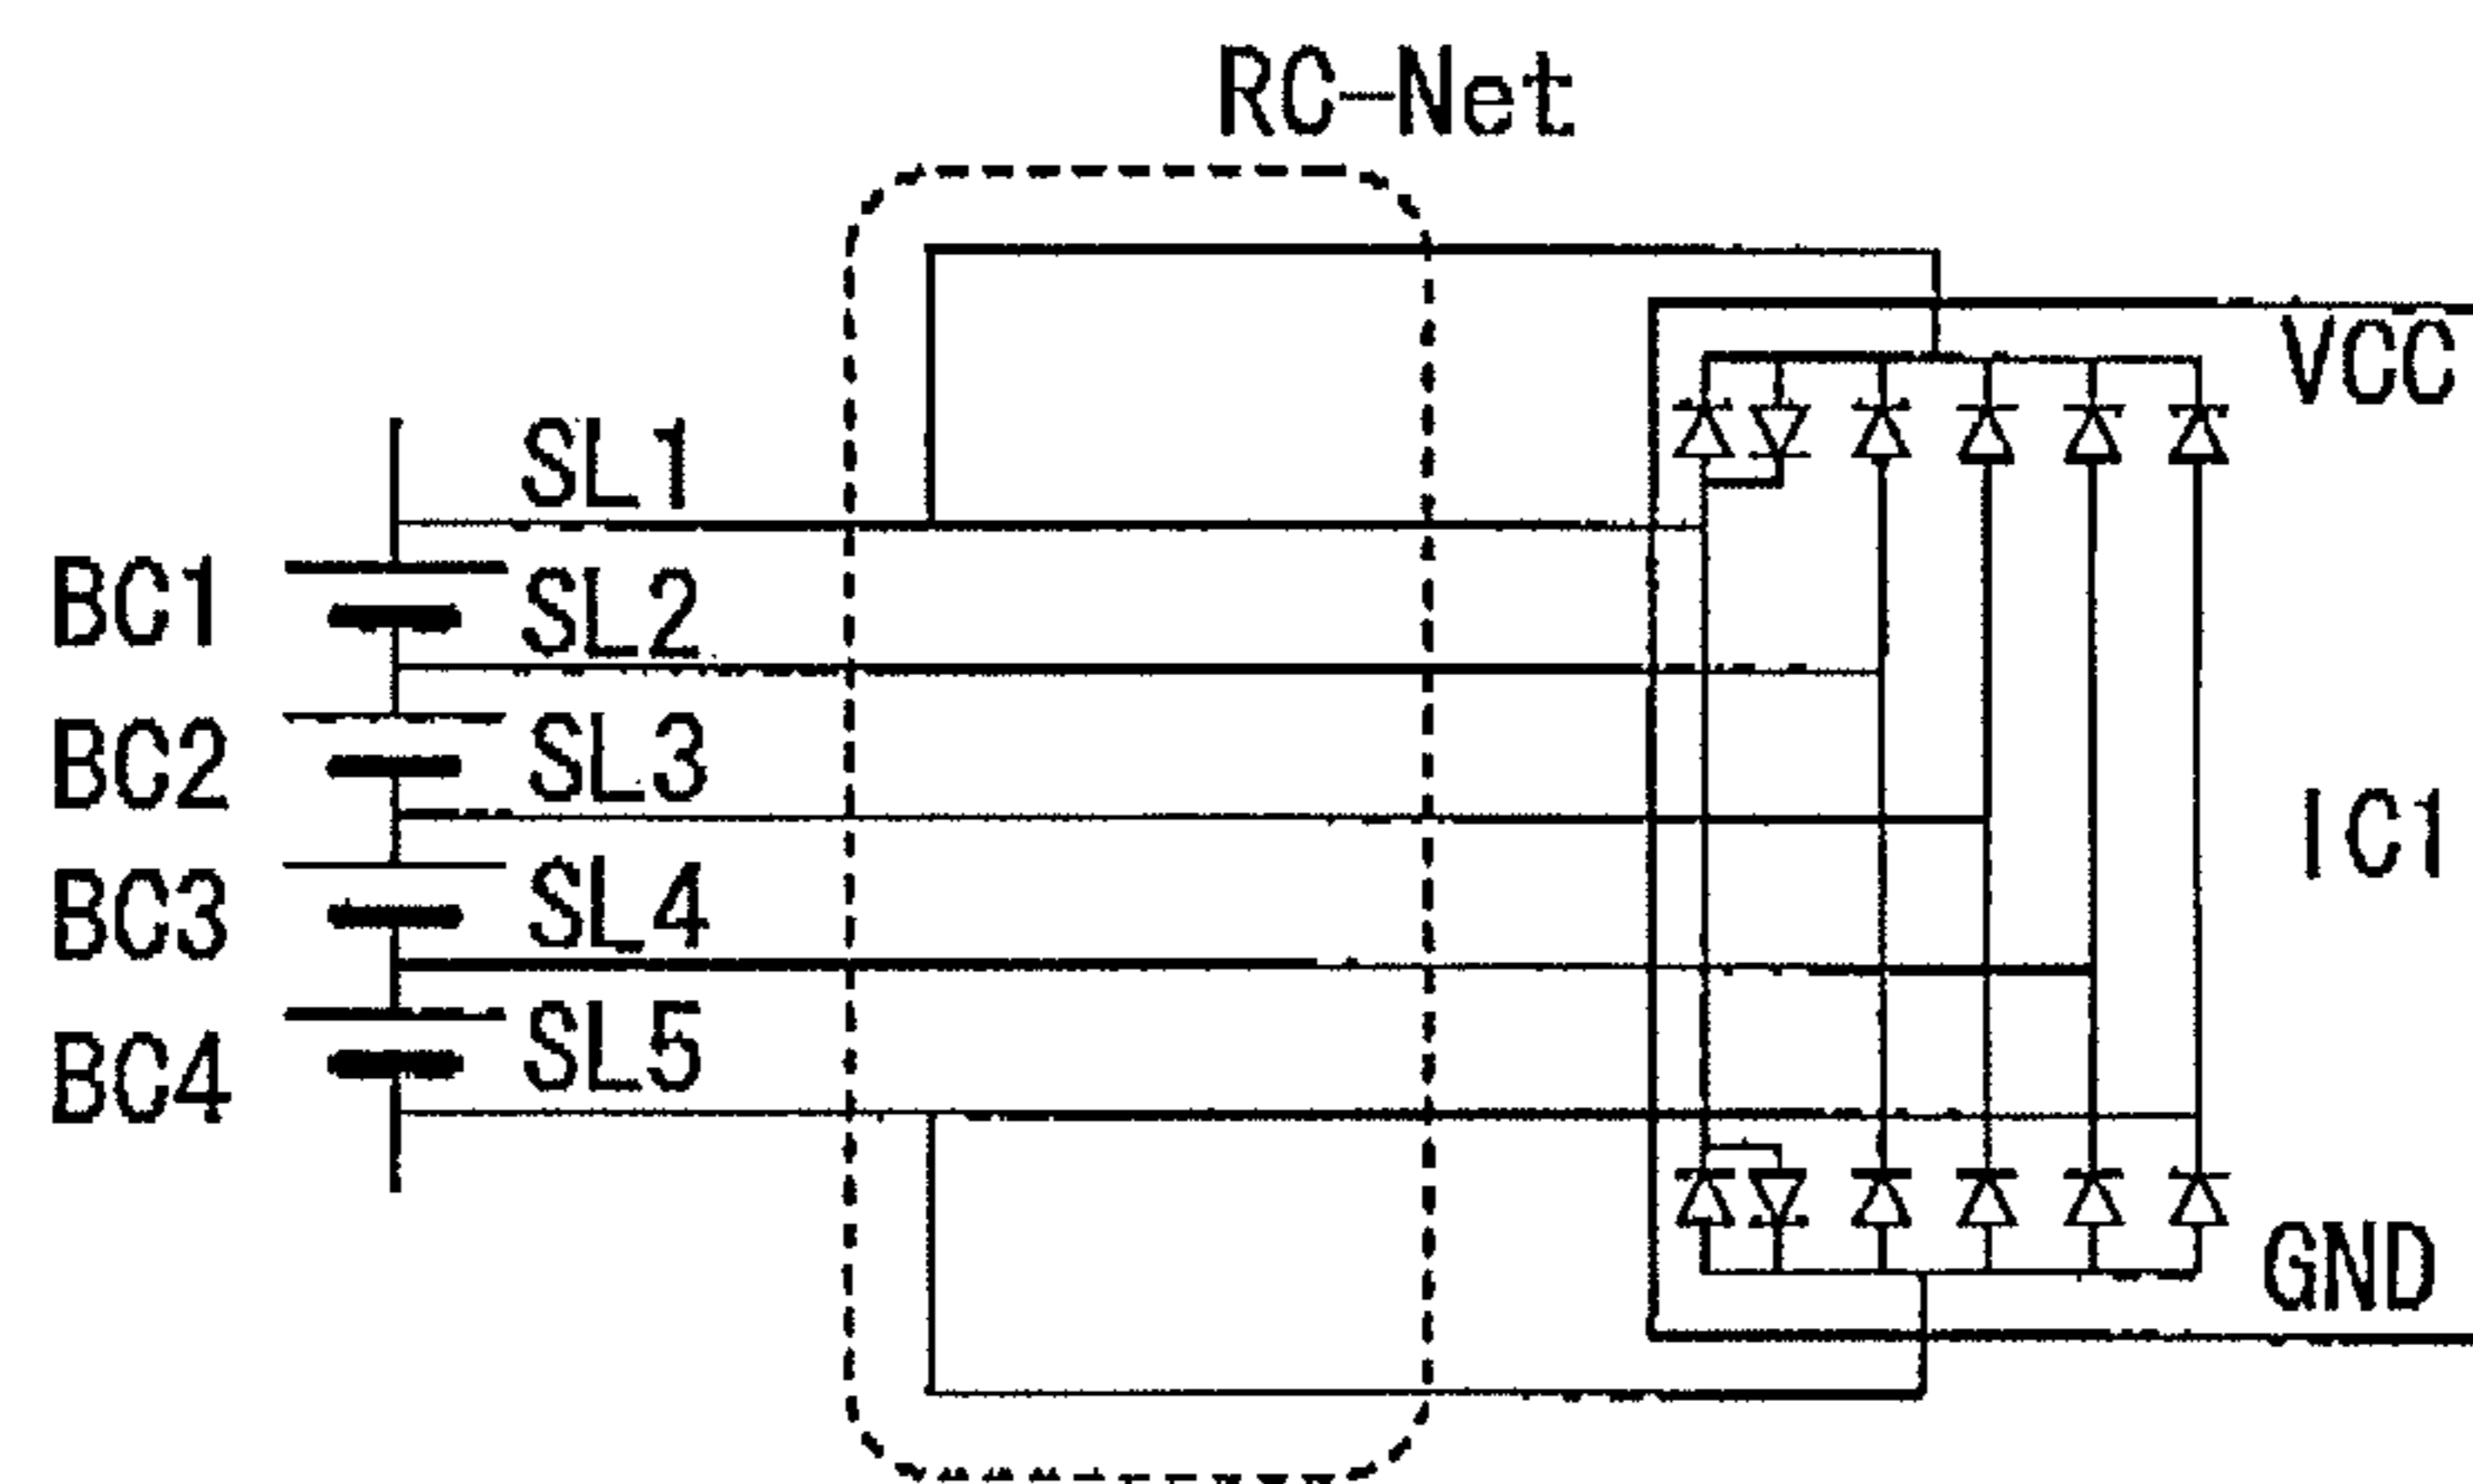 RC-Net
VCC
SL1
BC1
SL2
BC2
SL3
IC1
BC3
SL4
BC4
SL5
GND